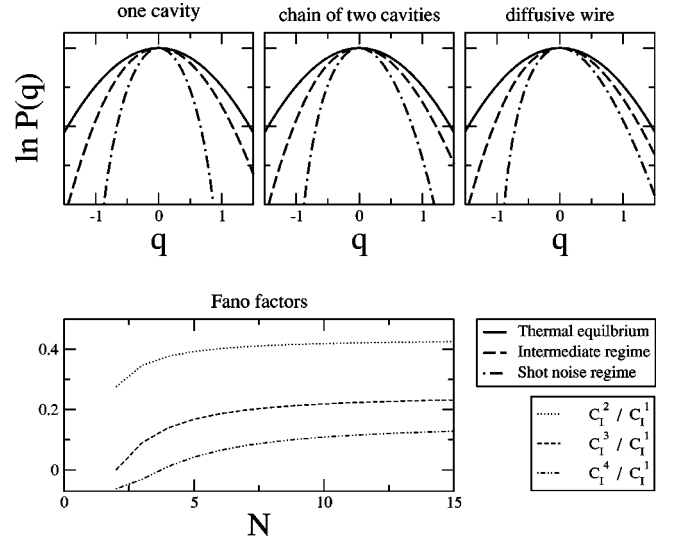 one cavity
chain of two cavities
diffusive wire
ln P(q)
-1 0 1
-1 0 1
-1 0 1
q
q
q
Fano factors
0.4
0.2
0
0 5 10 15
N
Thermal equilbrium
Intermediate regime
Shot noise regime
C_I^2 / C_I^1
C_I^3 / C_I^1
C_I^4 / C_I^1